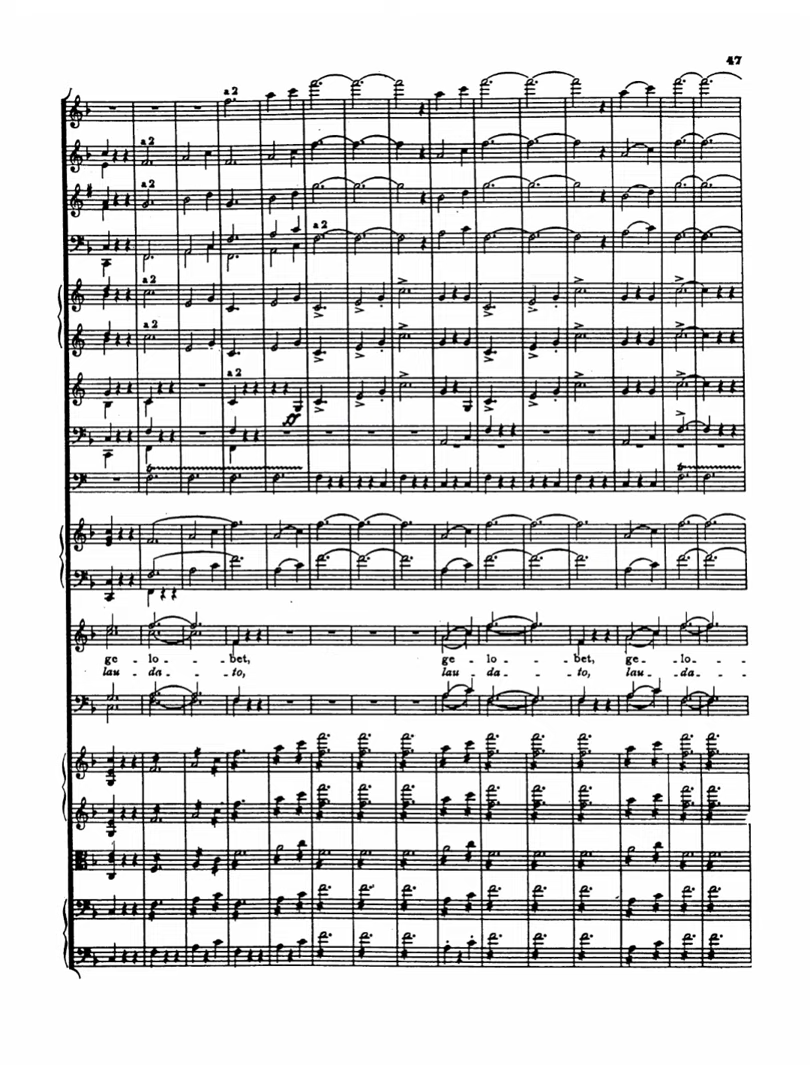 47
a 2
a 2
a 2
a 2
a 2
a 2
a 2
ff
ge - lo - - bet, ge - lo - - bet, ge - lo - - -
lau - da - - to, lau - da - - to, lau - da - - -